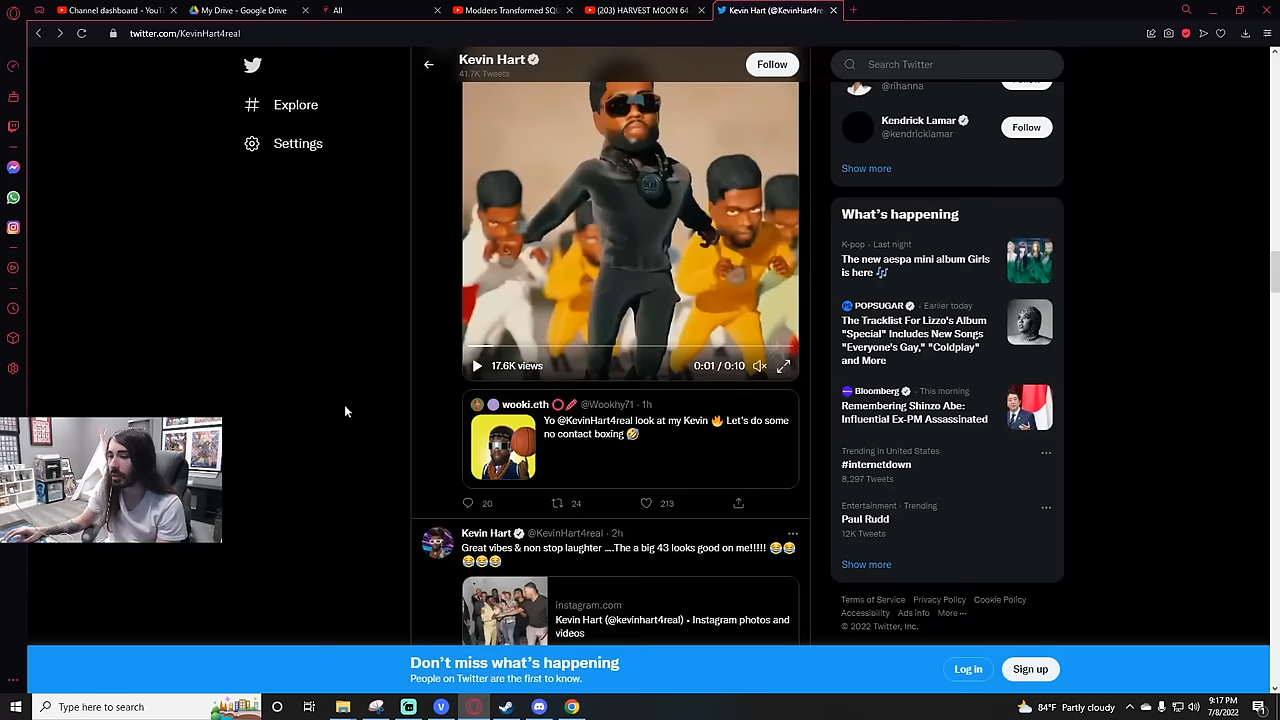 Channel dashboard - YouT
My Drive - Google Drive
All
Modders Transformed SQU
(203) HARVEST MOON 64
Kevin Hart (@KevinHart4re
twitter.com/KevinHart4real
Explore
Settings
Kevin Hart
41.7K Tweets
Follow
17.6K views
0:01 / 0:10
wooki.eth
@Wookhy71 · 1h
Yo @KevinHart4real look at my Kevin 🔥 Let's do some
no contact boxing 🤣
20
24
213
Kevin Hart
@KevinHart4real · 2h
Great vibes & non stop laughter ....The a big 43 looks good on me!!!!! 😂😂
😂😂😂
instagram.com
Kevin Hart (@kevinhart4real) • Instagram photos and
videos
Search Twitter
@rihanna
Kendrick Lamar
@kendricklamar
Follow
Show more
What's happening
K-pop · Last night
The new aespa mini album Girls
is here 🎶
POPSUGAR · Earlier today
The Tracklist For Lizzo's Album
"Special" Includes New Songs
"Everyone's Gay," "Coldplay"
and More
Bloomberg · This morning
Remembering Shinzo Abe:
Influential Ex-PM Assassinated
Trending in United States
#internetdown
8,297 Tweets
Entertainment · Trending
Paul Rudd
12K Tweets
Show more
Terms of Service Privacy Policy Cookie Policy
Accessibility Ads info More ···
© 2022 Twitter, Inc.
Don't miss what's happening
People on Twitter are the first to know.
Log in
Sign up
Type here to search
84°F Partly cloudy
9:17 PM
7/8/2022